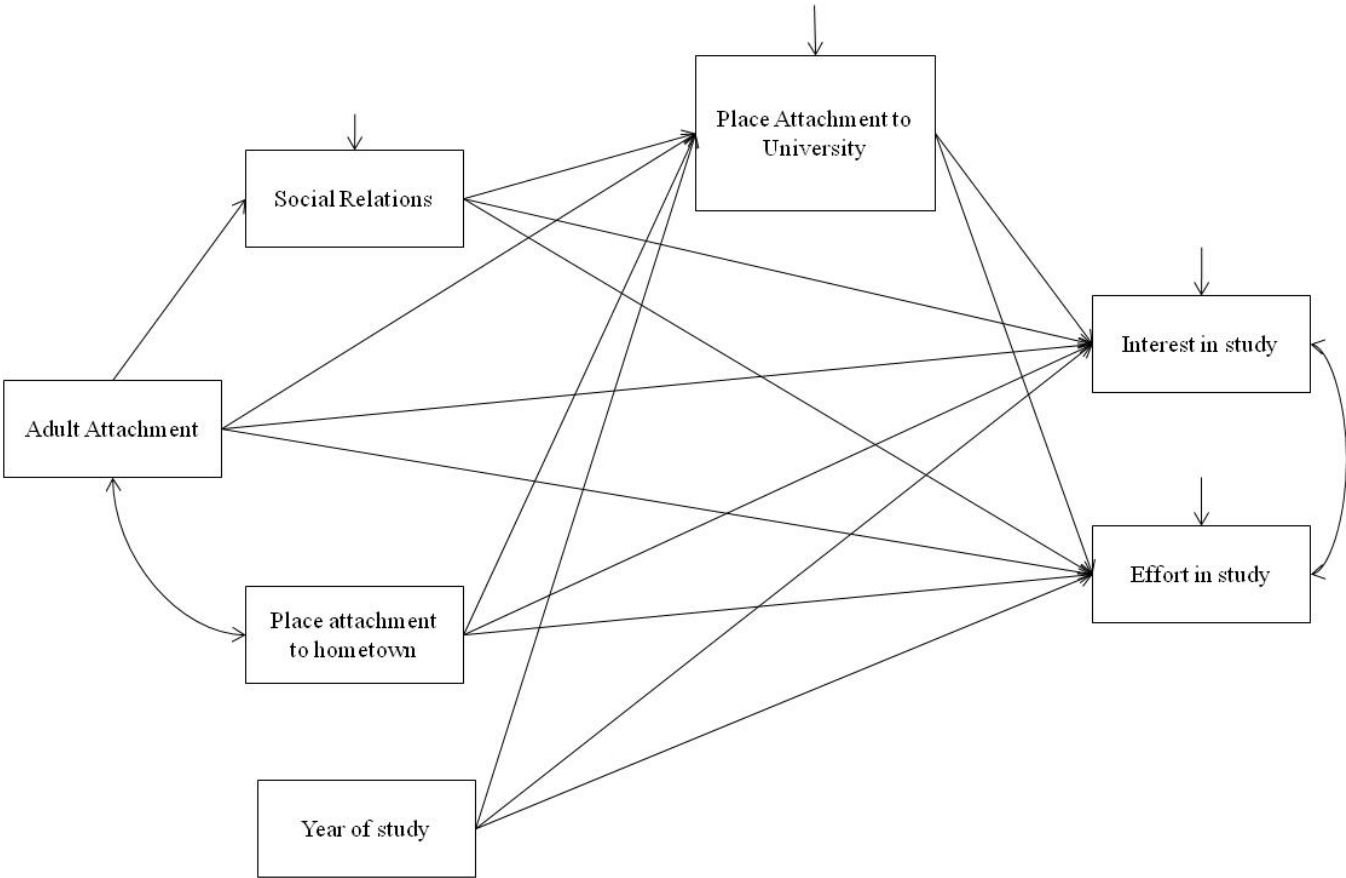 Place Attachment to
University
Social Relations
Interest in study
Adult Attachment
Effort in study
Place attachment
to hometown
Year of study